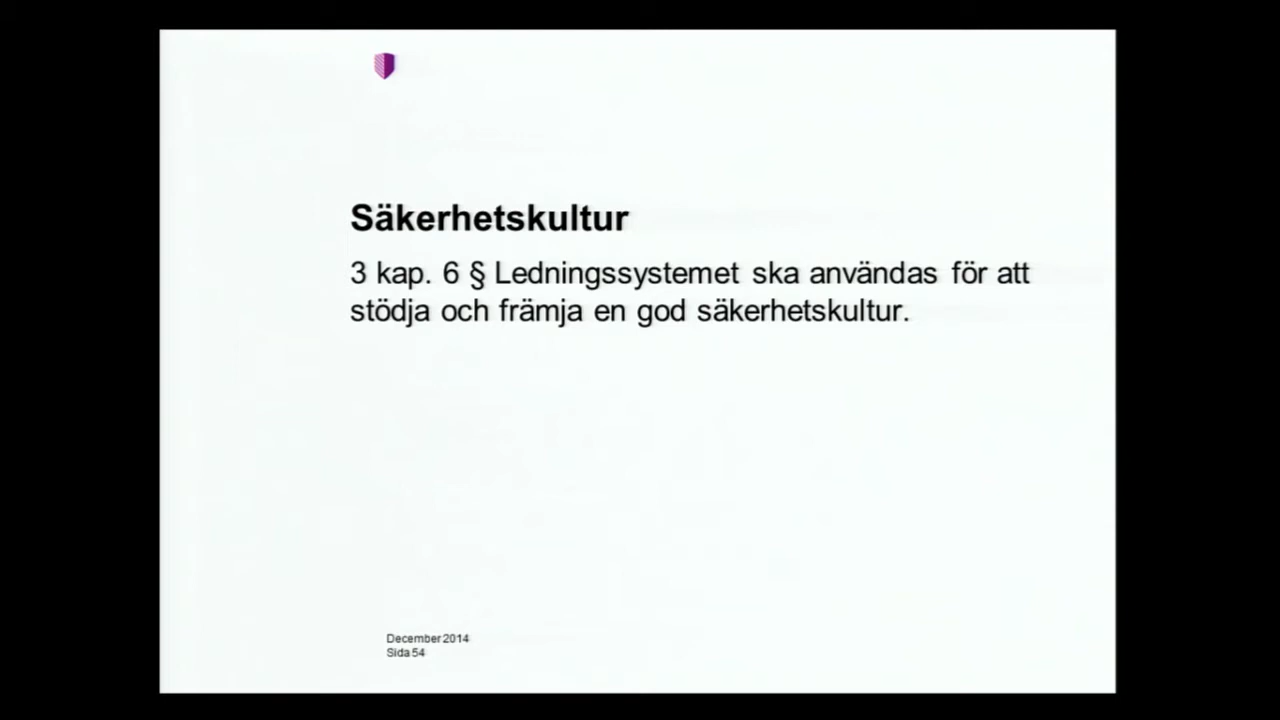 Säkerhetskultur
3 kap. 6 § Ledningssystemet ska användas för att
stödja och främja en god säkerhetskultur.
December 2014
Sida 54